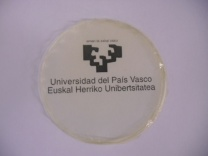 Universidad del País Vasco
Euskal Herriko Unibertsitatea